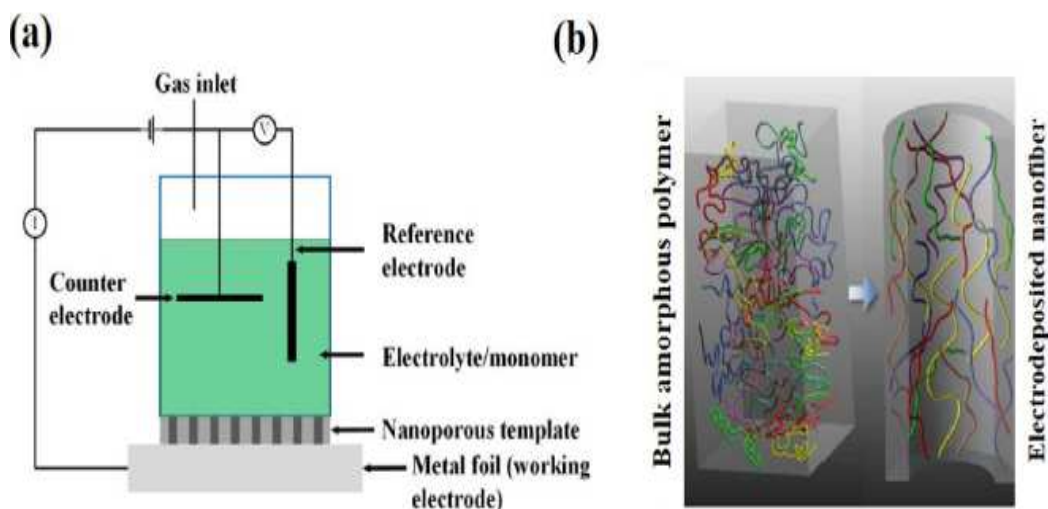 (a)
Gas inlet
V
I
Reference
electrode
Counter
electrode
Electrolyte/monomer
Nanoporous template
Metal foil (working
electrode)
(b)
Bulk amorphous polymer
Electrodeposited nanofiber